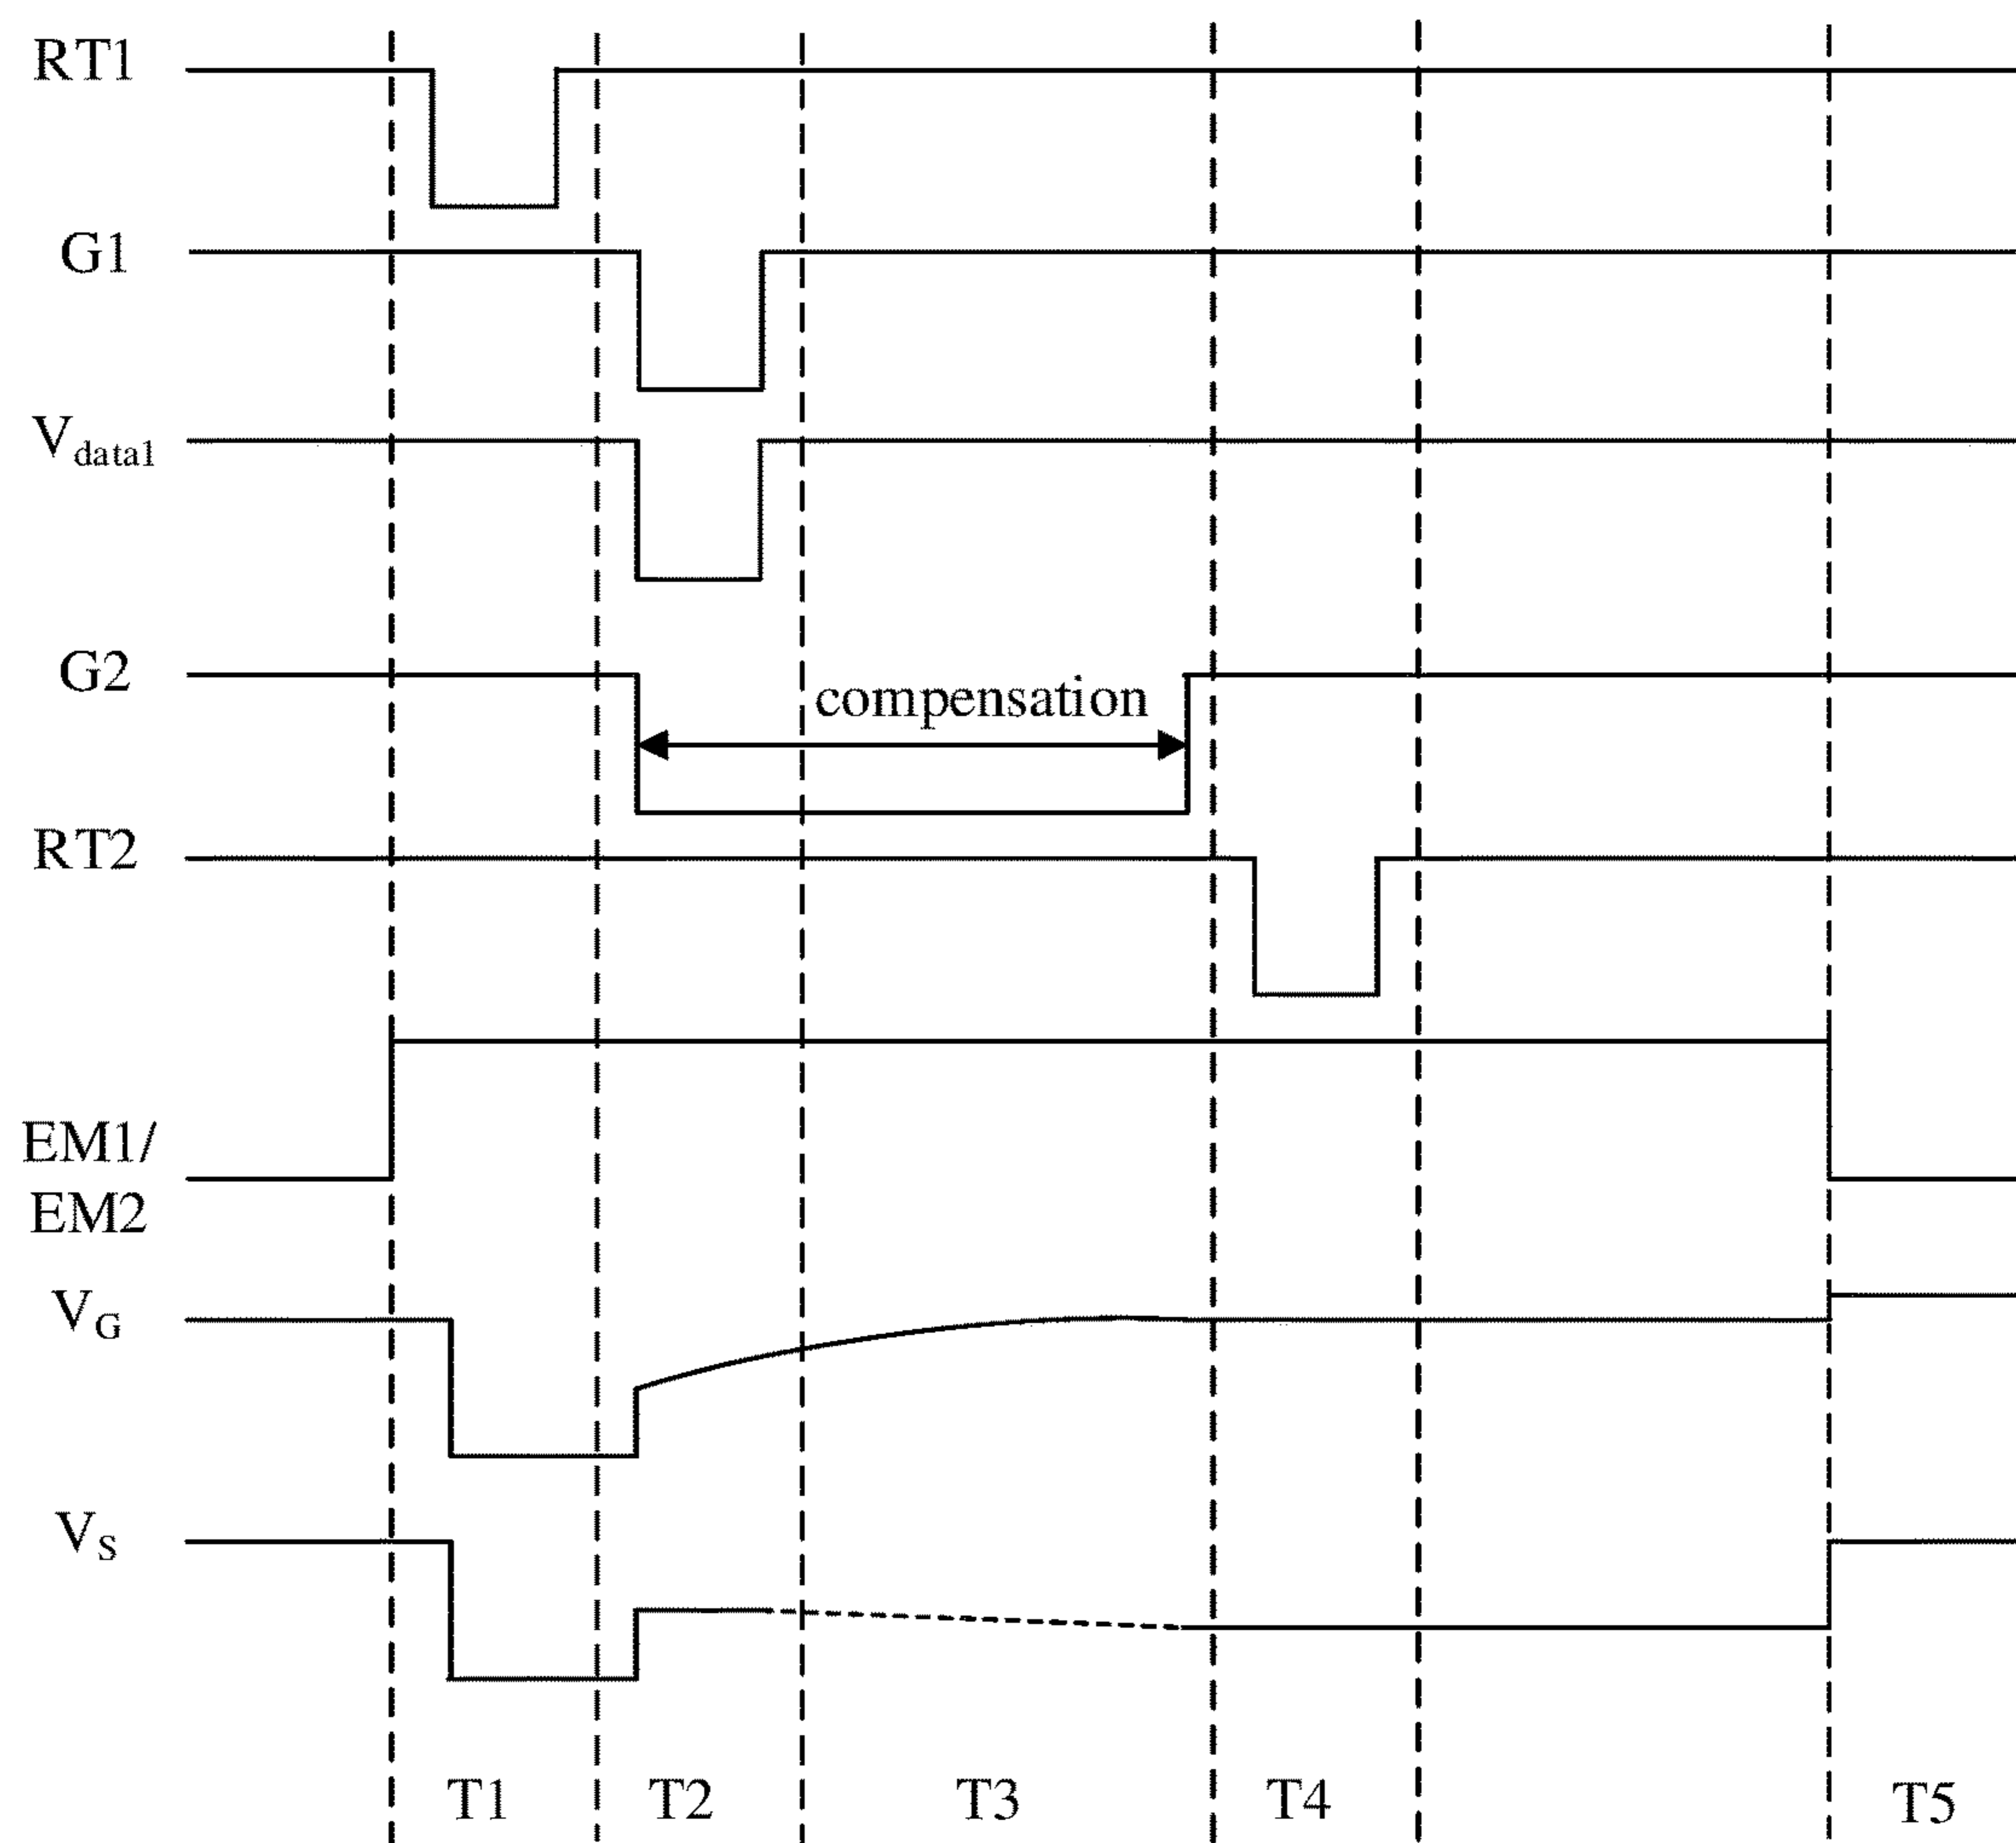 RT1
G1
Vdata1
G2
compensation
RT2
EM1/
EM2
VG
VS
T1 T2 T3 T4 T5